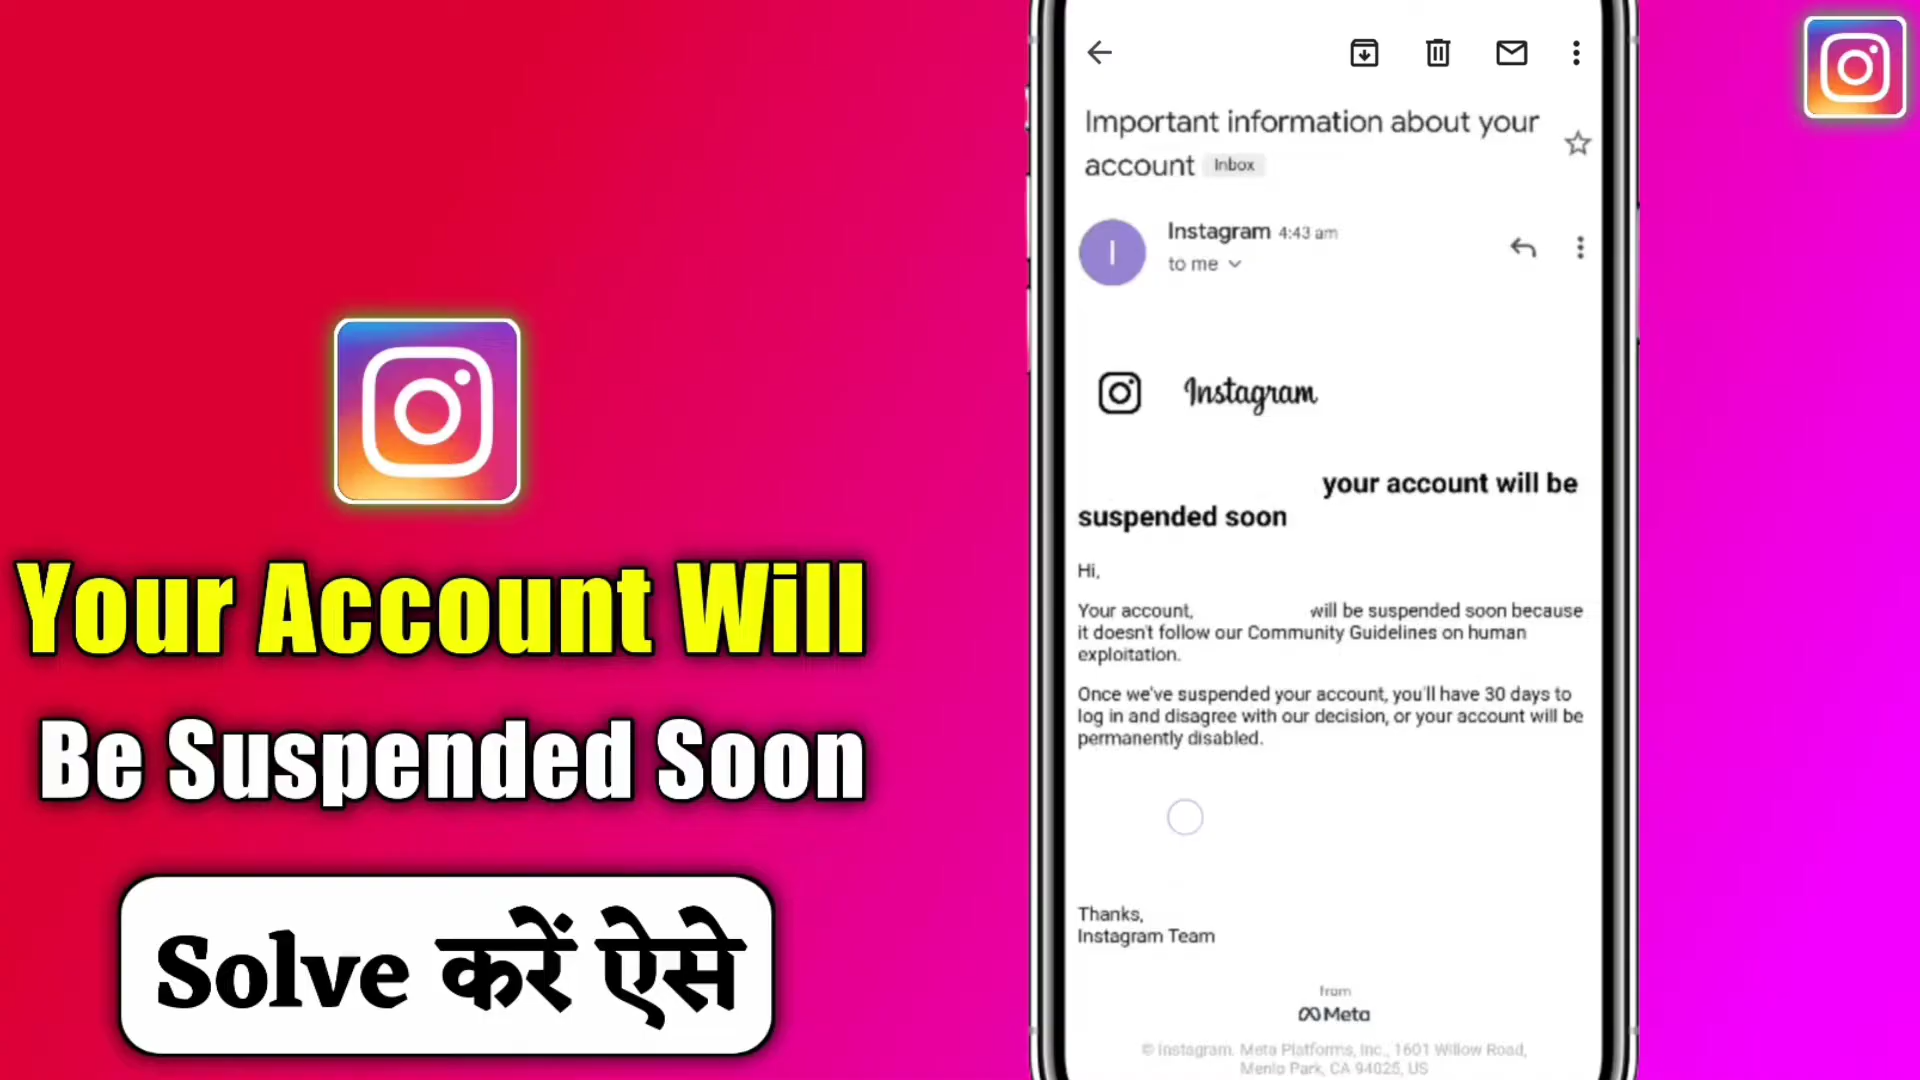 Your Account Will
Be Suspended Soon
Solve करें ऐसे
Important information about your
account Inbox
I
Instagram 4:43 am
to me
Instagram
your account will be
suspended soon
Hi,
Your account, will be suspended soon because
it doesn't follow our Community Guidelines on human
exploitation.
Once we've suspended your account, you'll have 30 days to
log in and disagree with our decision, or your account will be
permanently disabled.
Thanks,
Instagram Team
from
Meta
© Instagram. Meta Platforms, Inc., 1601 Willow Road,
Menlo Park, CA 94025, US